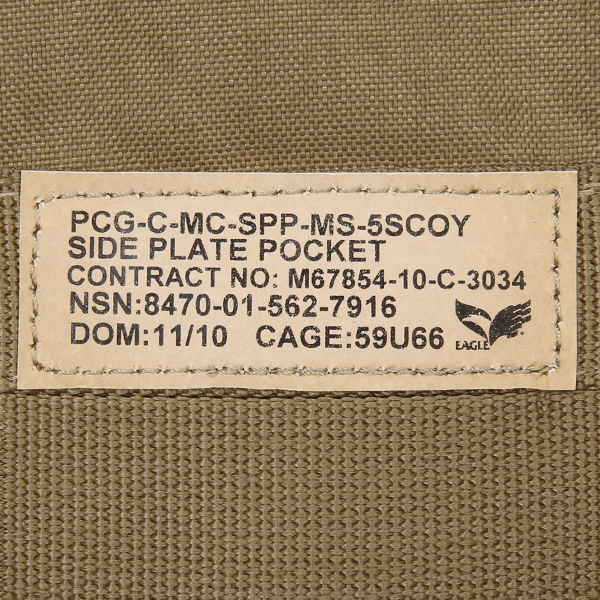 PCG-C-MC-SPP-MS-5SCOY
SIDE PLATE POCKET
CONTRACT NO: M67854-10-C-3034
NSN:8470-01-562-7916
DOM:11/10 CAGE:59U66
EAGLE